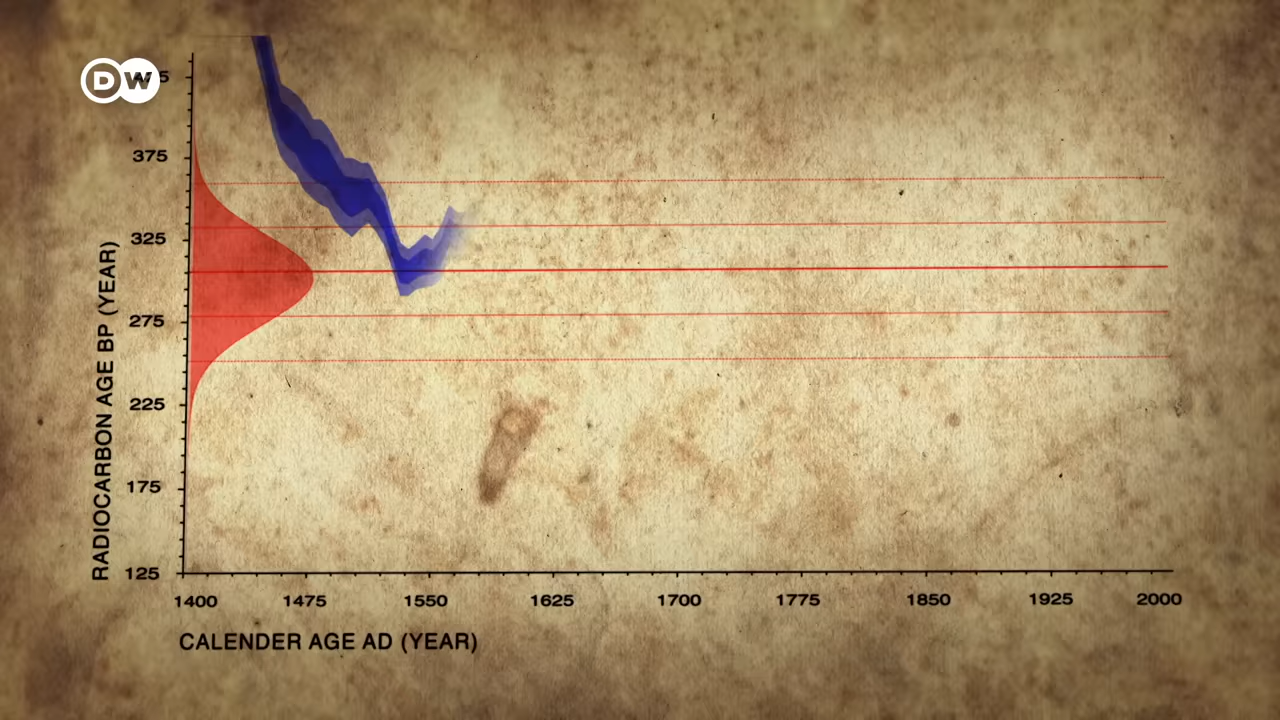 DW
375
325
275
225
175
125
RADIOCARBON AGE BP (YEAR)
1400 1475 1550 1625 1700 1775 1850 1925 2000
CALENDER AGE AD (YEAR)